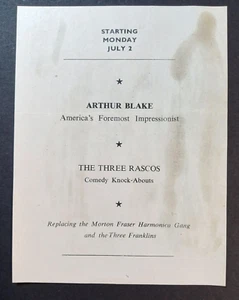 STARTING
MONDAY
JULY 2
ARTHUR BLAKE
America's Foremost Impressionist
THE THREE RASCOS
Comedy Knock-Abouts
Replacing the Morton Fraser Harmonica Gang
and the Three Franklins